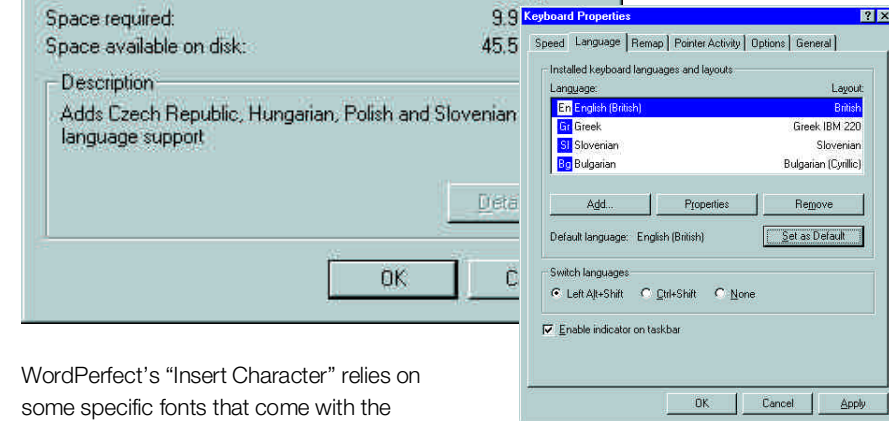 Space required: 9.9
Space available on disk: 45.5
Description
Adds Czech Republic, Hungarian, Polish and Slovenian
language support
OK
Keyboard Properties
Speed Language Remap Pointer Activity Options General
Installed keyboard languages and layouts
Language: Layout:
En English (British) British
Gr Greek Greek IBM 220
Sl Slovenian Slovenian
Bg Bulgarian Bulgarian (Cyrillic)
Add... Properties Remove
Default language: English (British) Set as Default
Switch languages
Left Alt+Shift Ctrl+Shift None
Enable indicator on taskbar
OK Cancel Apply
WordPerfect’s “Insert Character” relies on
some specific fonts that come with the